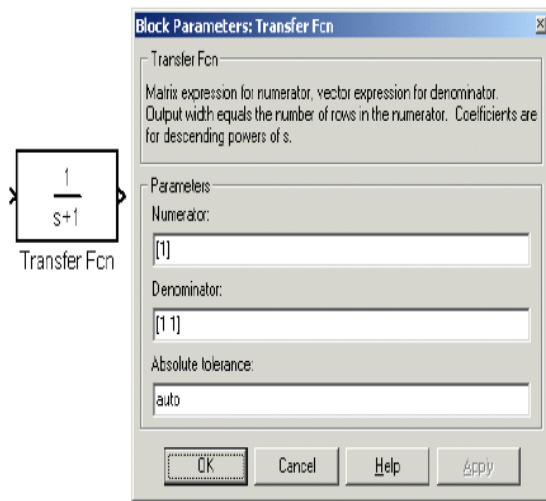 Block Parameters: Transfer Fcn
Transfer Fcn
Matrix expression for numerator, vector expression for denominator.
Output width equals the number of rows in the numerator. Coefficients are
for descending powers of s.
1
s+1
Transfer Fcn
Parameters
Numerator:
[1]
Denominator:
[1 1]
Absolute tolerance:
auto
OK
Cancel
Help
Apply